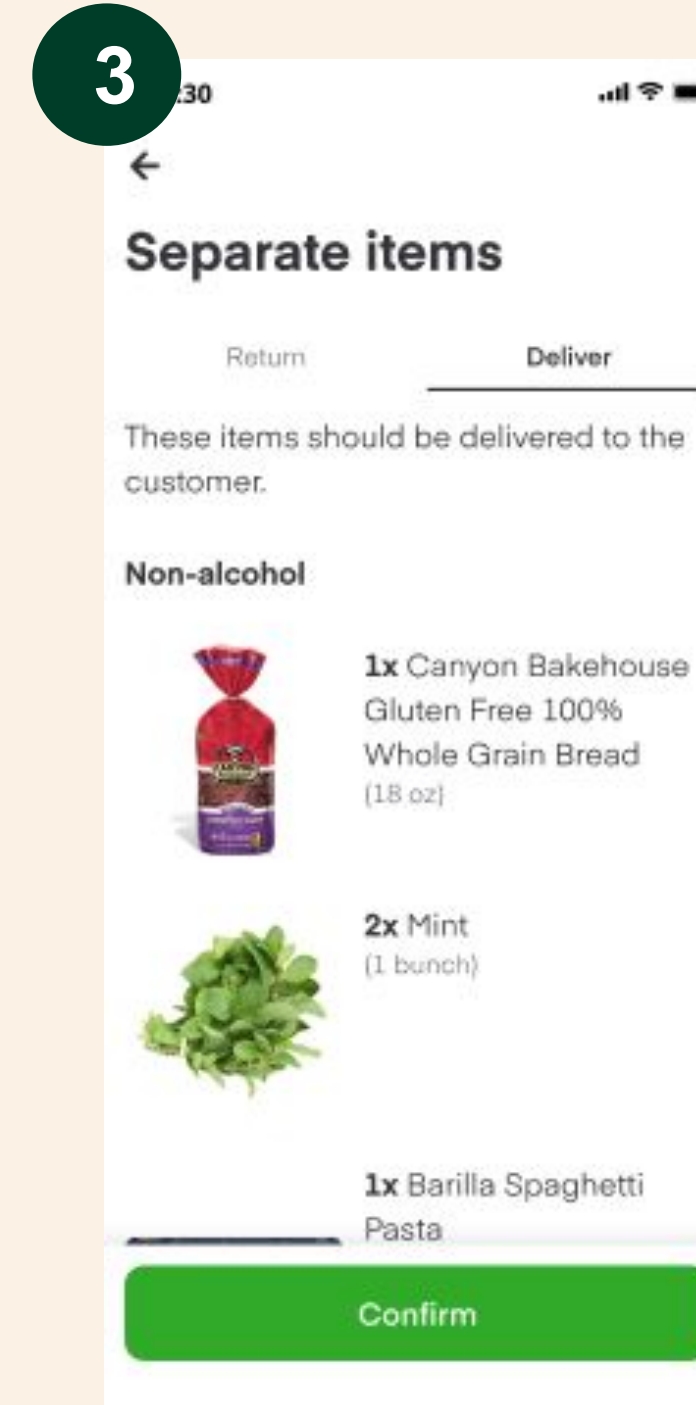 3
:30
Separate items
Return Deliver
These items should be delivered to the
customer.
Non-alcohol
1x Canyon Bakehouse
Gluten Free 100%
Whole Grain Bread
(18 oz)
2x Mint
(1 bunch)
1x Barilla Spaghetti
Pasta
Confirm